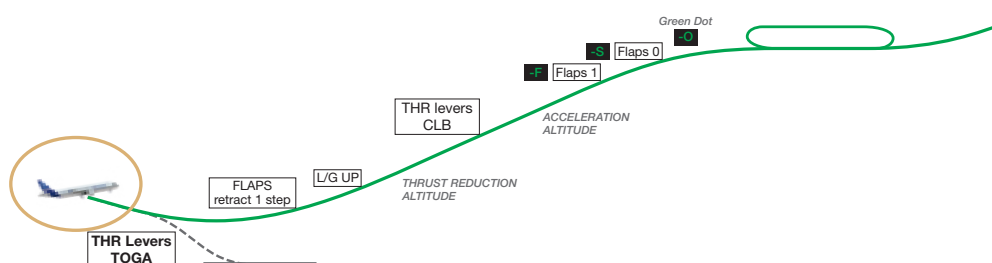 Green Dot
-O
-S Flaps 0
-F Flaps 1
THR levers
CLB
ACCELERATION
ALTITUDE
L/G UP
THRUST REDUCTION
ALTITUDE
FLAPS
retract 1 step
THR Levers
TOGA